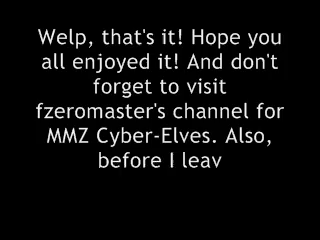 Welp, that's it! Hope you
all enjoyed it! And don't
forget to visit
fzeromaster's channel for
MMZ Cyber-Elves. Also,
before I leav